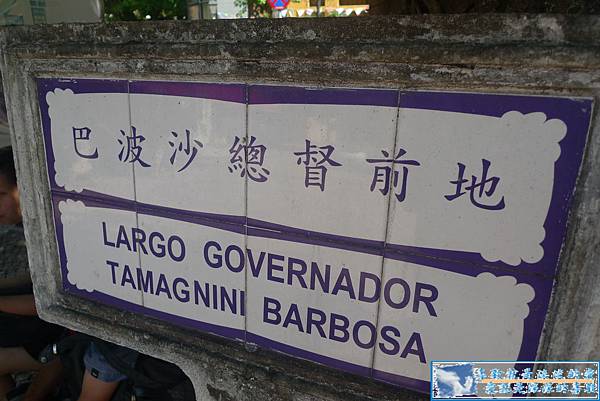 巴波沙總督前地
LARGO GOVERNADOR
TAMAGNINI BARBOSA